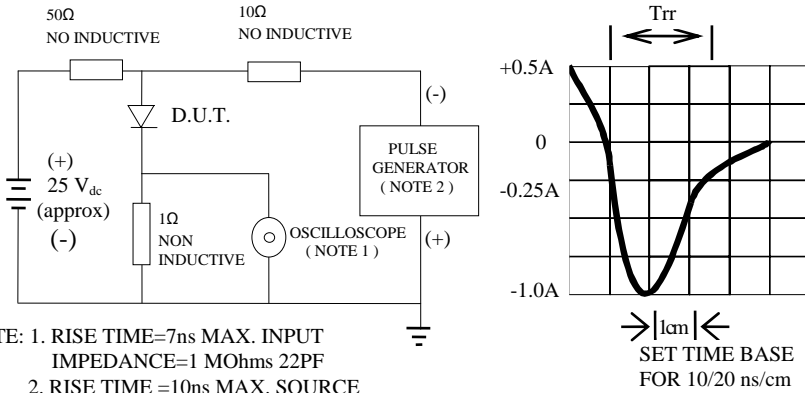 50Ω
NO INDUCTIVE
10Ω
NO INDUCTIVE
D.U.T.
(+)
25 Vdc
(approx)
(-)
1Ω
NON
INDUCTIVE
OSCILLOSCOPE
( NOTE 1 )
(-)
PULSE
GENERATOR
( NOTE 2 )
(+)
Trr
+0.5A
0
-0.25A
-1.0A
1cm
SET TIME BASE
FOR 10/20 ns/cm
TE: 1. RISE TIME=7ns MAX. INPUT
IMPEDANCE=1 MOhms 22PF
2. RISE TIME =10ns MAX. SOURCE